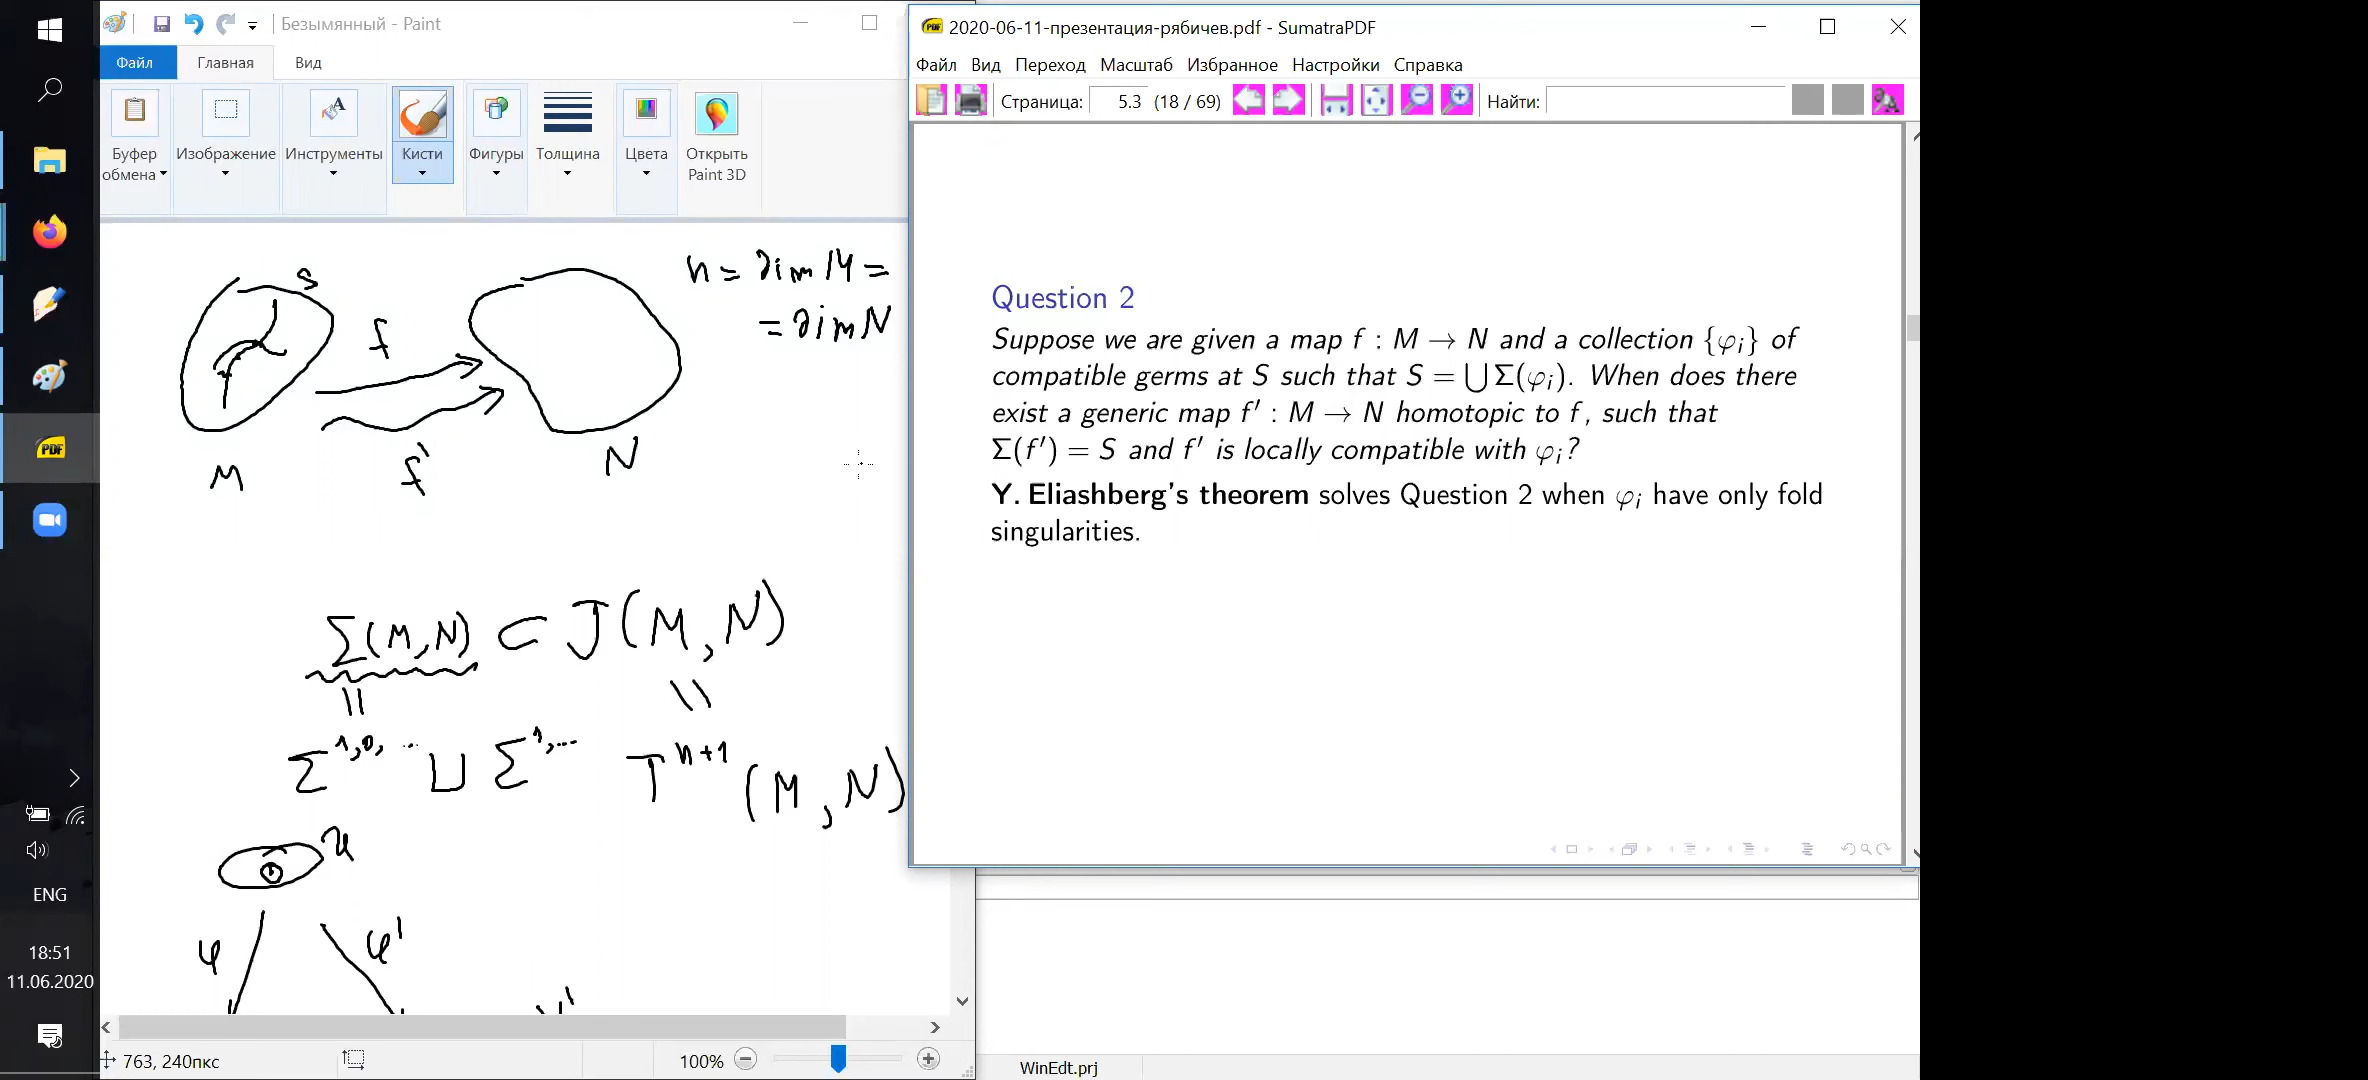 Безымянный - Paint
Файл Главная Вид
Буфер обмена
Изображение
Инструменты
Кисти
Фигуры
Толщина
Цвета
Открыть Paint 3D
S
f
n = dim M =
= dim N
M
f'
N
Σ(M,N) ⊂ J(M,N)
Σ^{1,0,...} ⊔ Σ^{1,...} J^{n+1}(M,N)
U
φ φ'
763, 240пкс
100%
PDF
ENG
18:51
11.06.2020
2020-06-11-презентация-рябичев.pdf - SumatraPDF
Файл Вид Переход Масштаб Избранное Настройки Справка
Страница: 5.3 (18 / 69) Найти:
Question 2
Suppose we are given a map f : M → N and a collection {φ_i} of
compatible germs at S such that S = ⋃ Σ(φ_i). When does there
exist a generic map f′ : M → N homotopic to f, such that
Σ(f′) = S and f′ is locally compatible with φ_i?
Y. Eliashberg's theorem solves Question 2 when φ_i have only fold
singularities.
WinEdt.prj